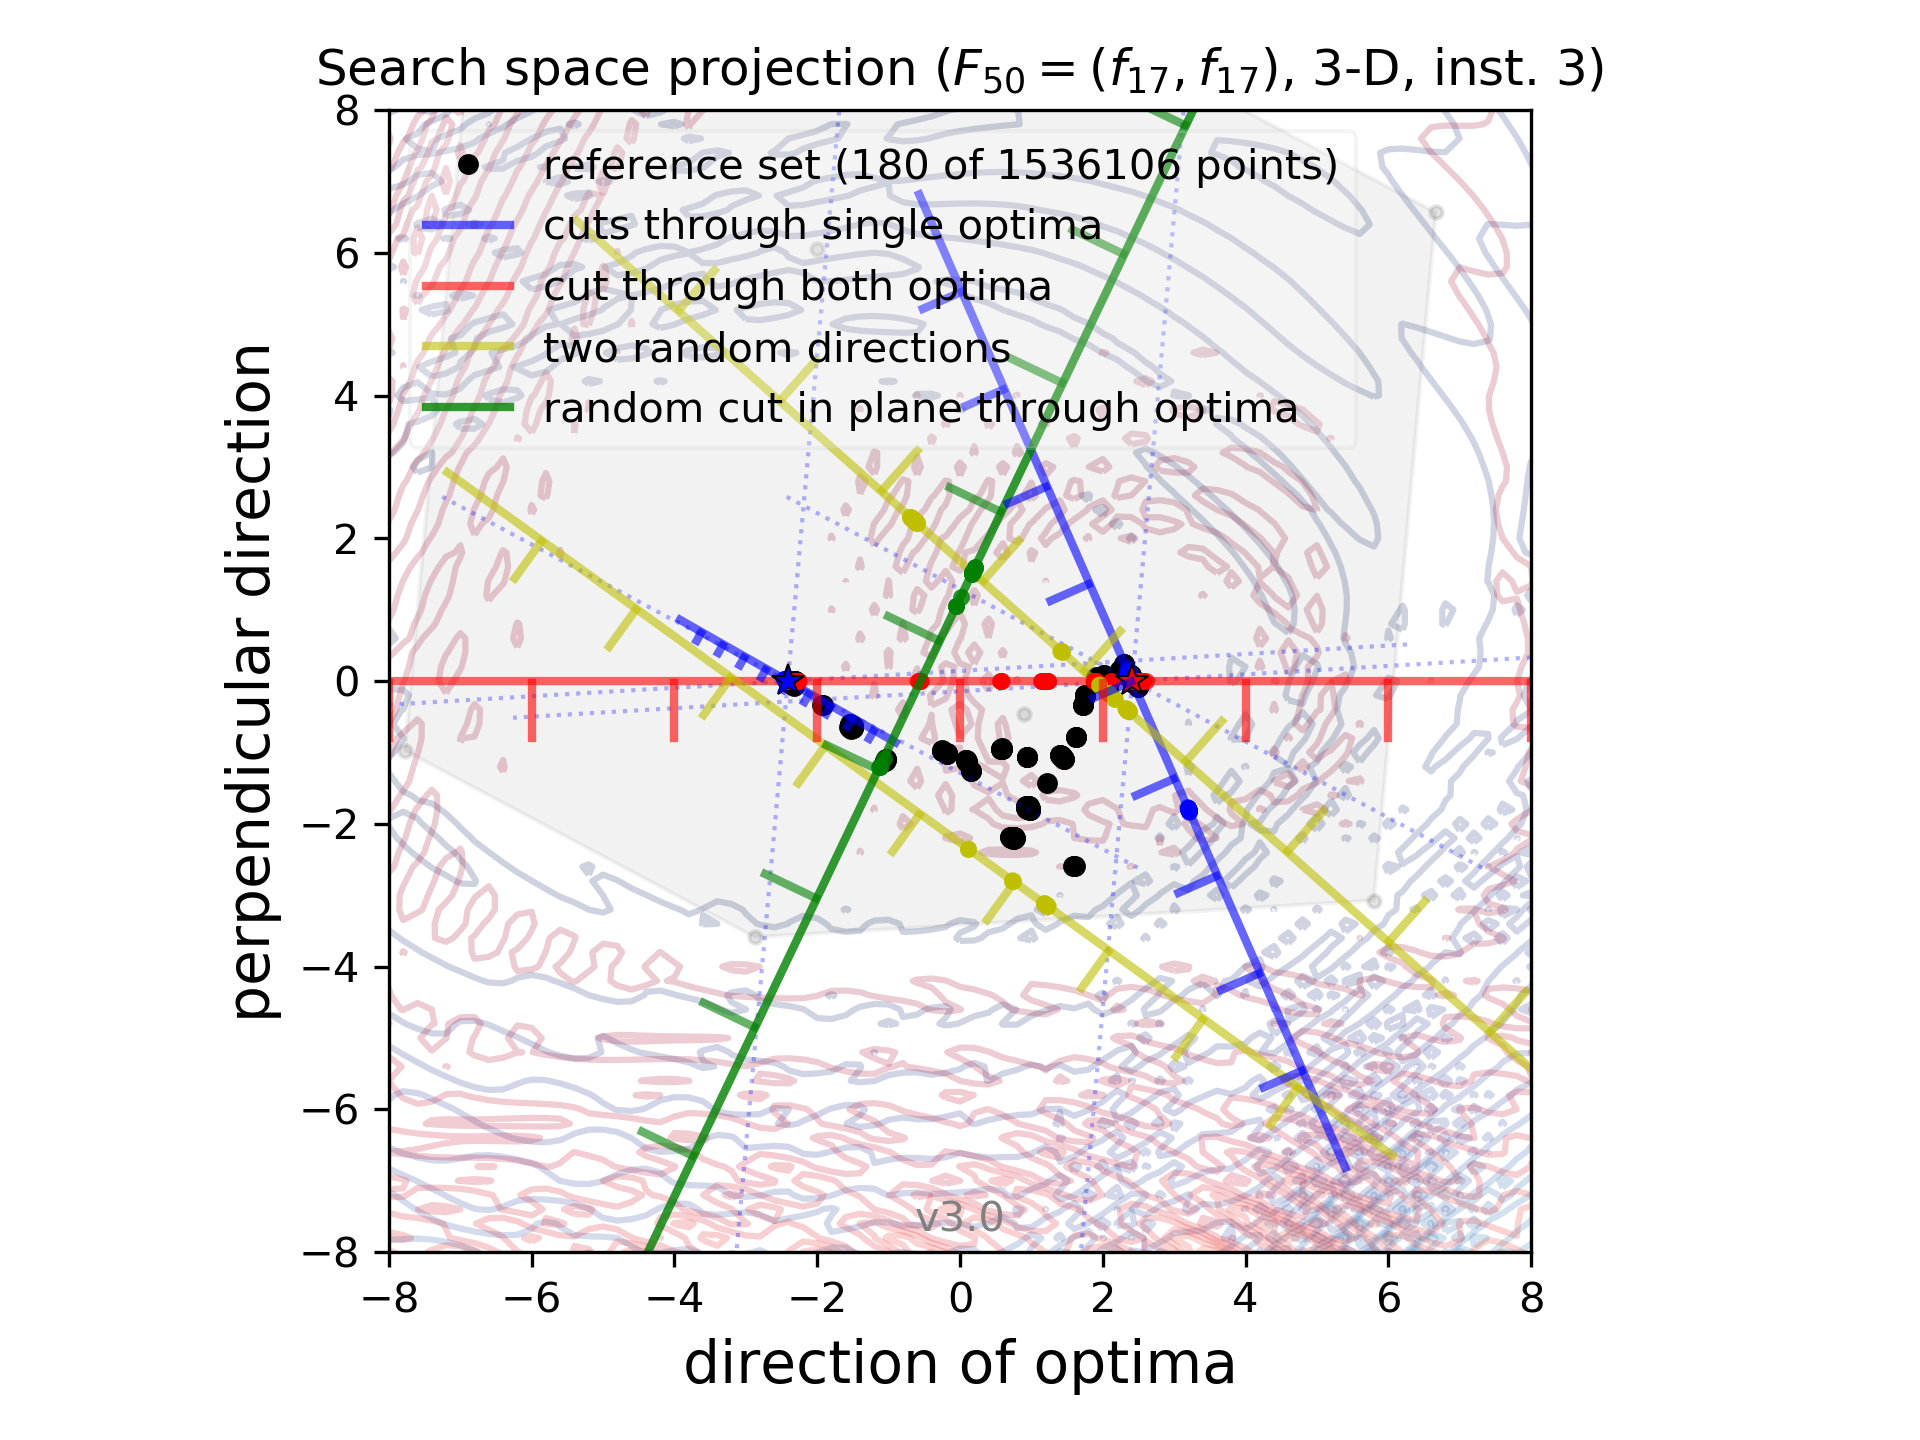 Search space projection (F₅₀ = (f₁₇, f₁₇), 3-D, inst. 3)
reference set (180 of 1536106 points)
cuts through single optima
cut through both optima
two random directions
random cut in plane through optima
8
6
4
2
0
−2
−4
−6
−8
perpendicular direction
v3.0
−8 −6 −4 −2 0 2 4 6 8
direction of optima